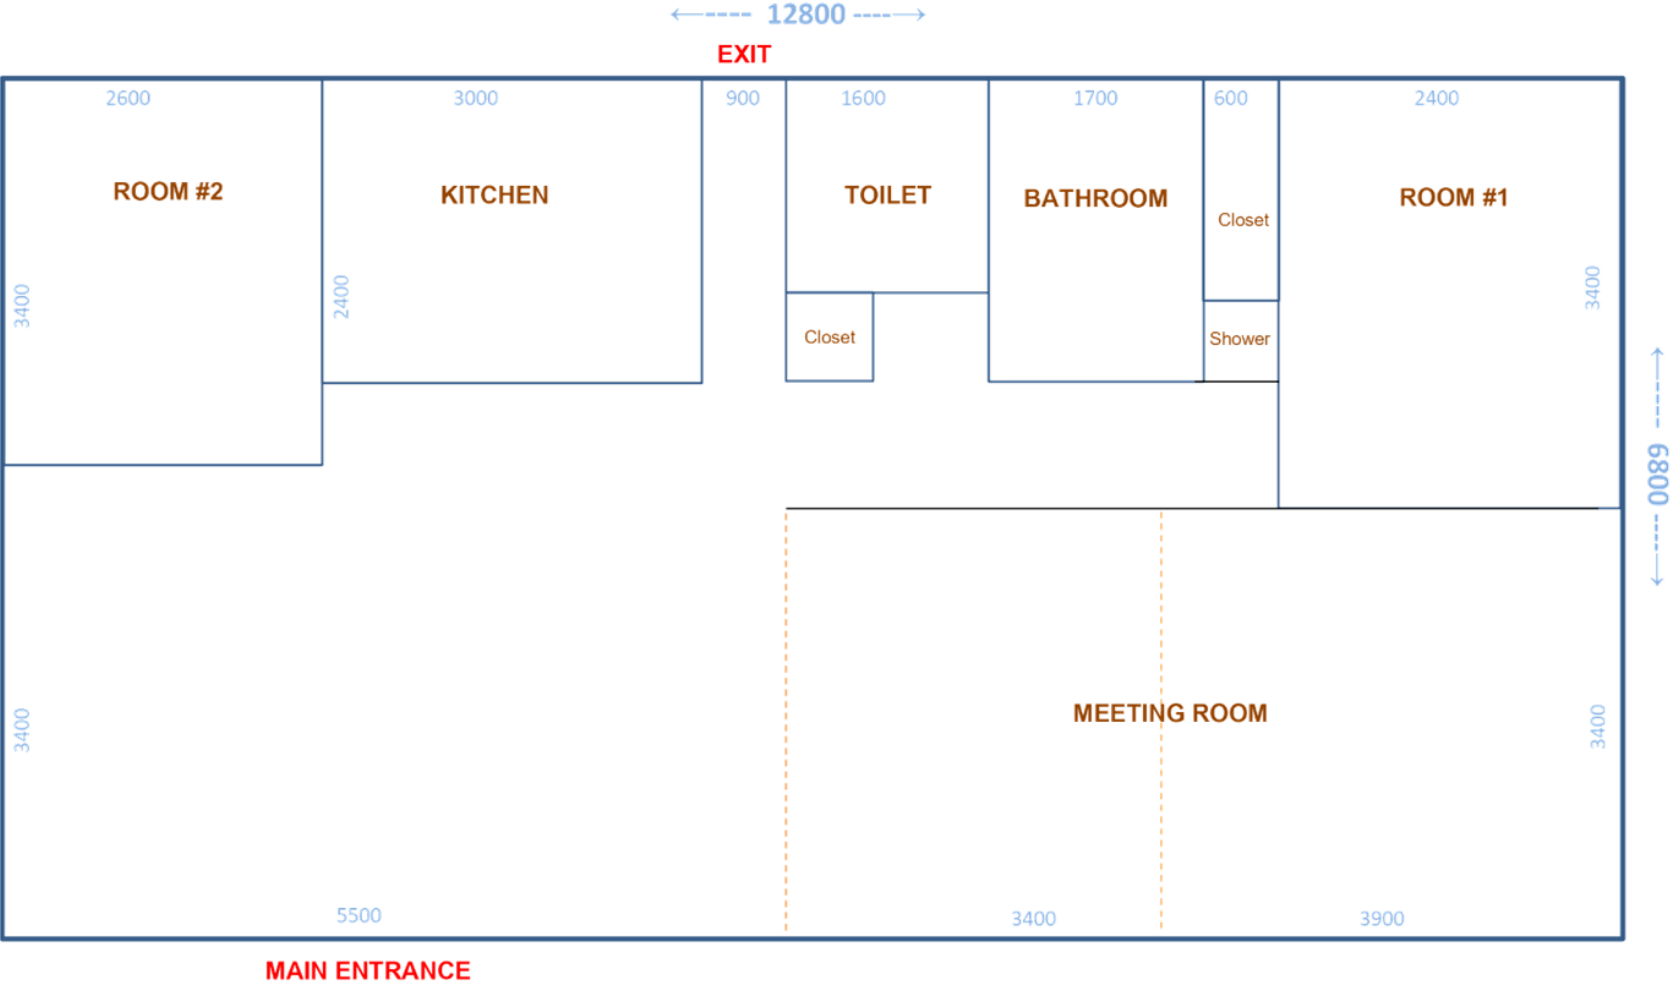 12800
EXIT
2600 3000 900 1600 1700 600 2400
ROOM #2 KITCHEN TOILET BATHROOM ROOM #1
Closet
3400 2400 3400
Closet Shower
6800
MEETING ROOM
3400 3400
5500 3400 3900
MAIN ENTRANCE